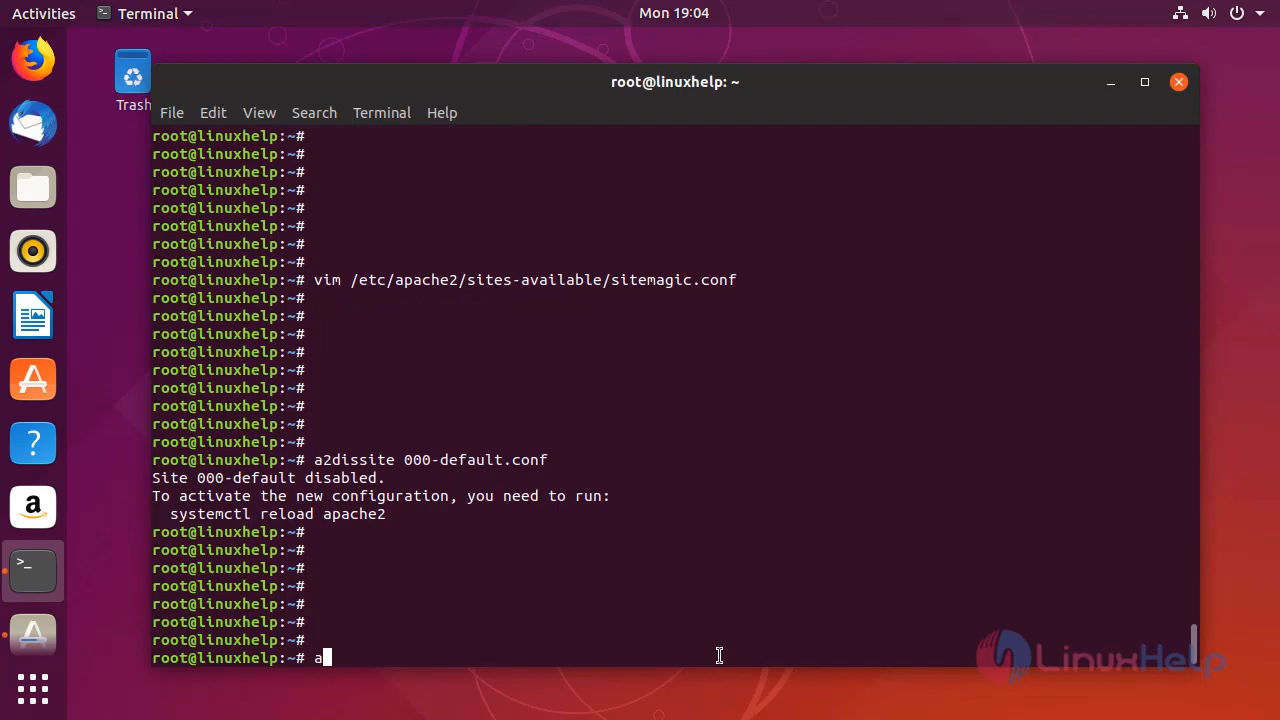 Activities Terminal Mon 19:04
Trash
root@linuxhelp: ~
File Edit View Search Terminal Help
root@linuxhelp:~#
root@linuxhelp:~#
root@linuxhelp:~#
root@linuxhelp:~#
root@linuxhelp:~#
root@linuxhelp:~#
root@linuxhelp:~#
root@linuxhelp:~#
root@linuxhelp:~# vim /etc/apache2/sites-available/sitemagic.conf
root@linuxhelp:~#
root@linuxhelp:~#
root@linuxhelp:~#
root@linuxhelp:~#
root@linuxhelp:~#
root@linuxhelp:~#
root@linuxhelp:~#
root@linuxhelp:~#
root@linuxhelp:~#
root@linuxhelp:~# a2dissite 000-default.conf
Site 000-default disabled.
To activate the new configuration, you need to run:
  systemctl reload apache2
root@linuxhelp:~#
root@linuxhelp:~#
root@linuxhelp:~#
root@linuxhelp:~#
root@linuxhelp:~#
root@linuxhelp:~#
root@linuxhelp:~#
root@linuxhelp:~# a
LinuxHelp